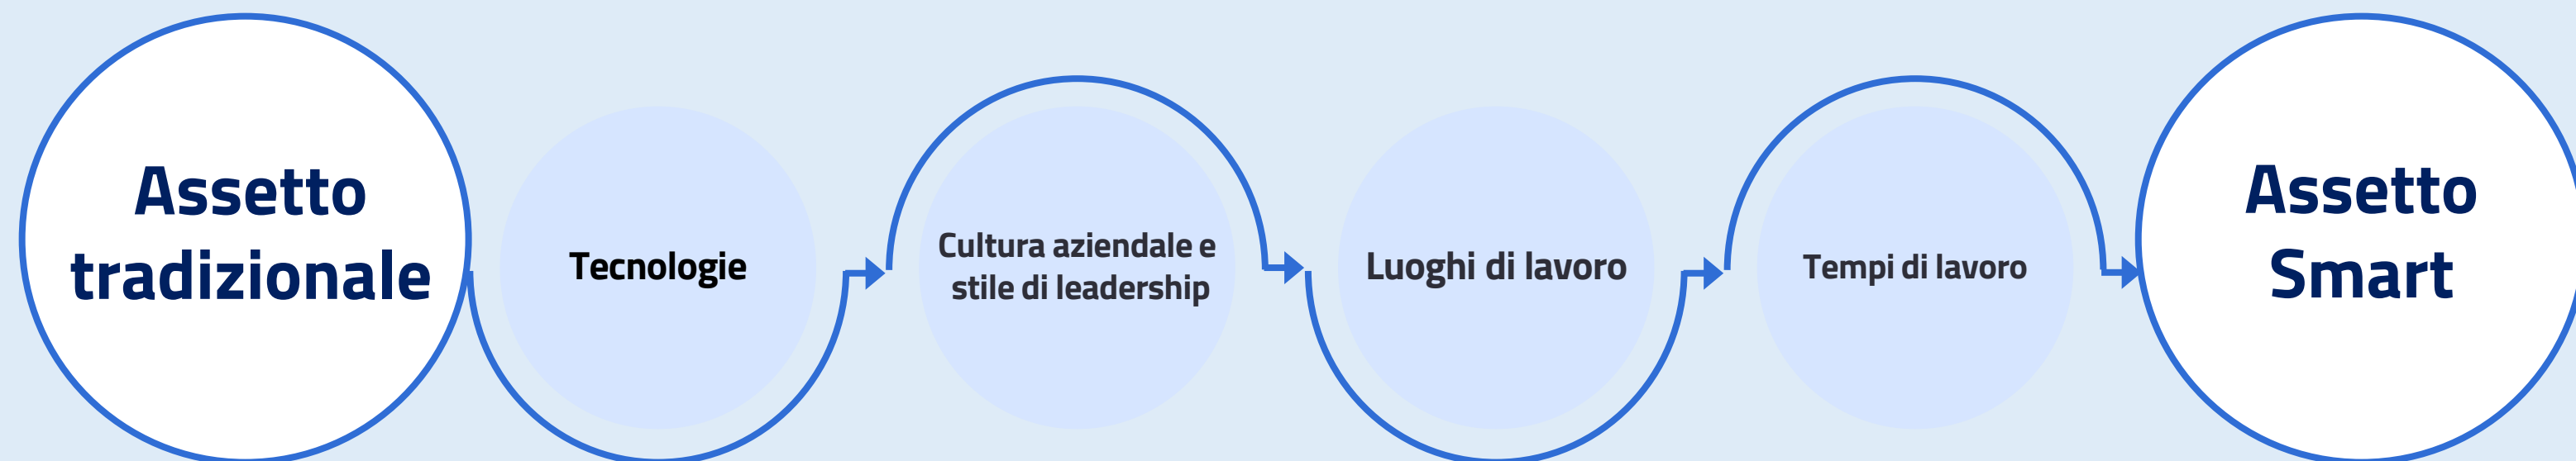 Assetto
tradizionale
Tecnologie
Cultura aziendale e
stile di leadership
Luoghi di lavoro
Tempi di lavoro
Assetto
Smart